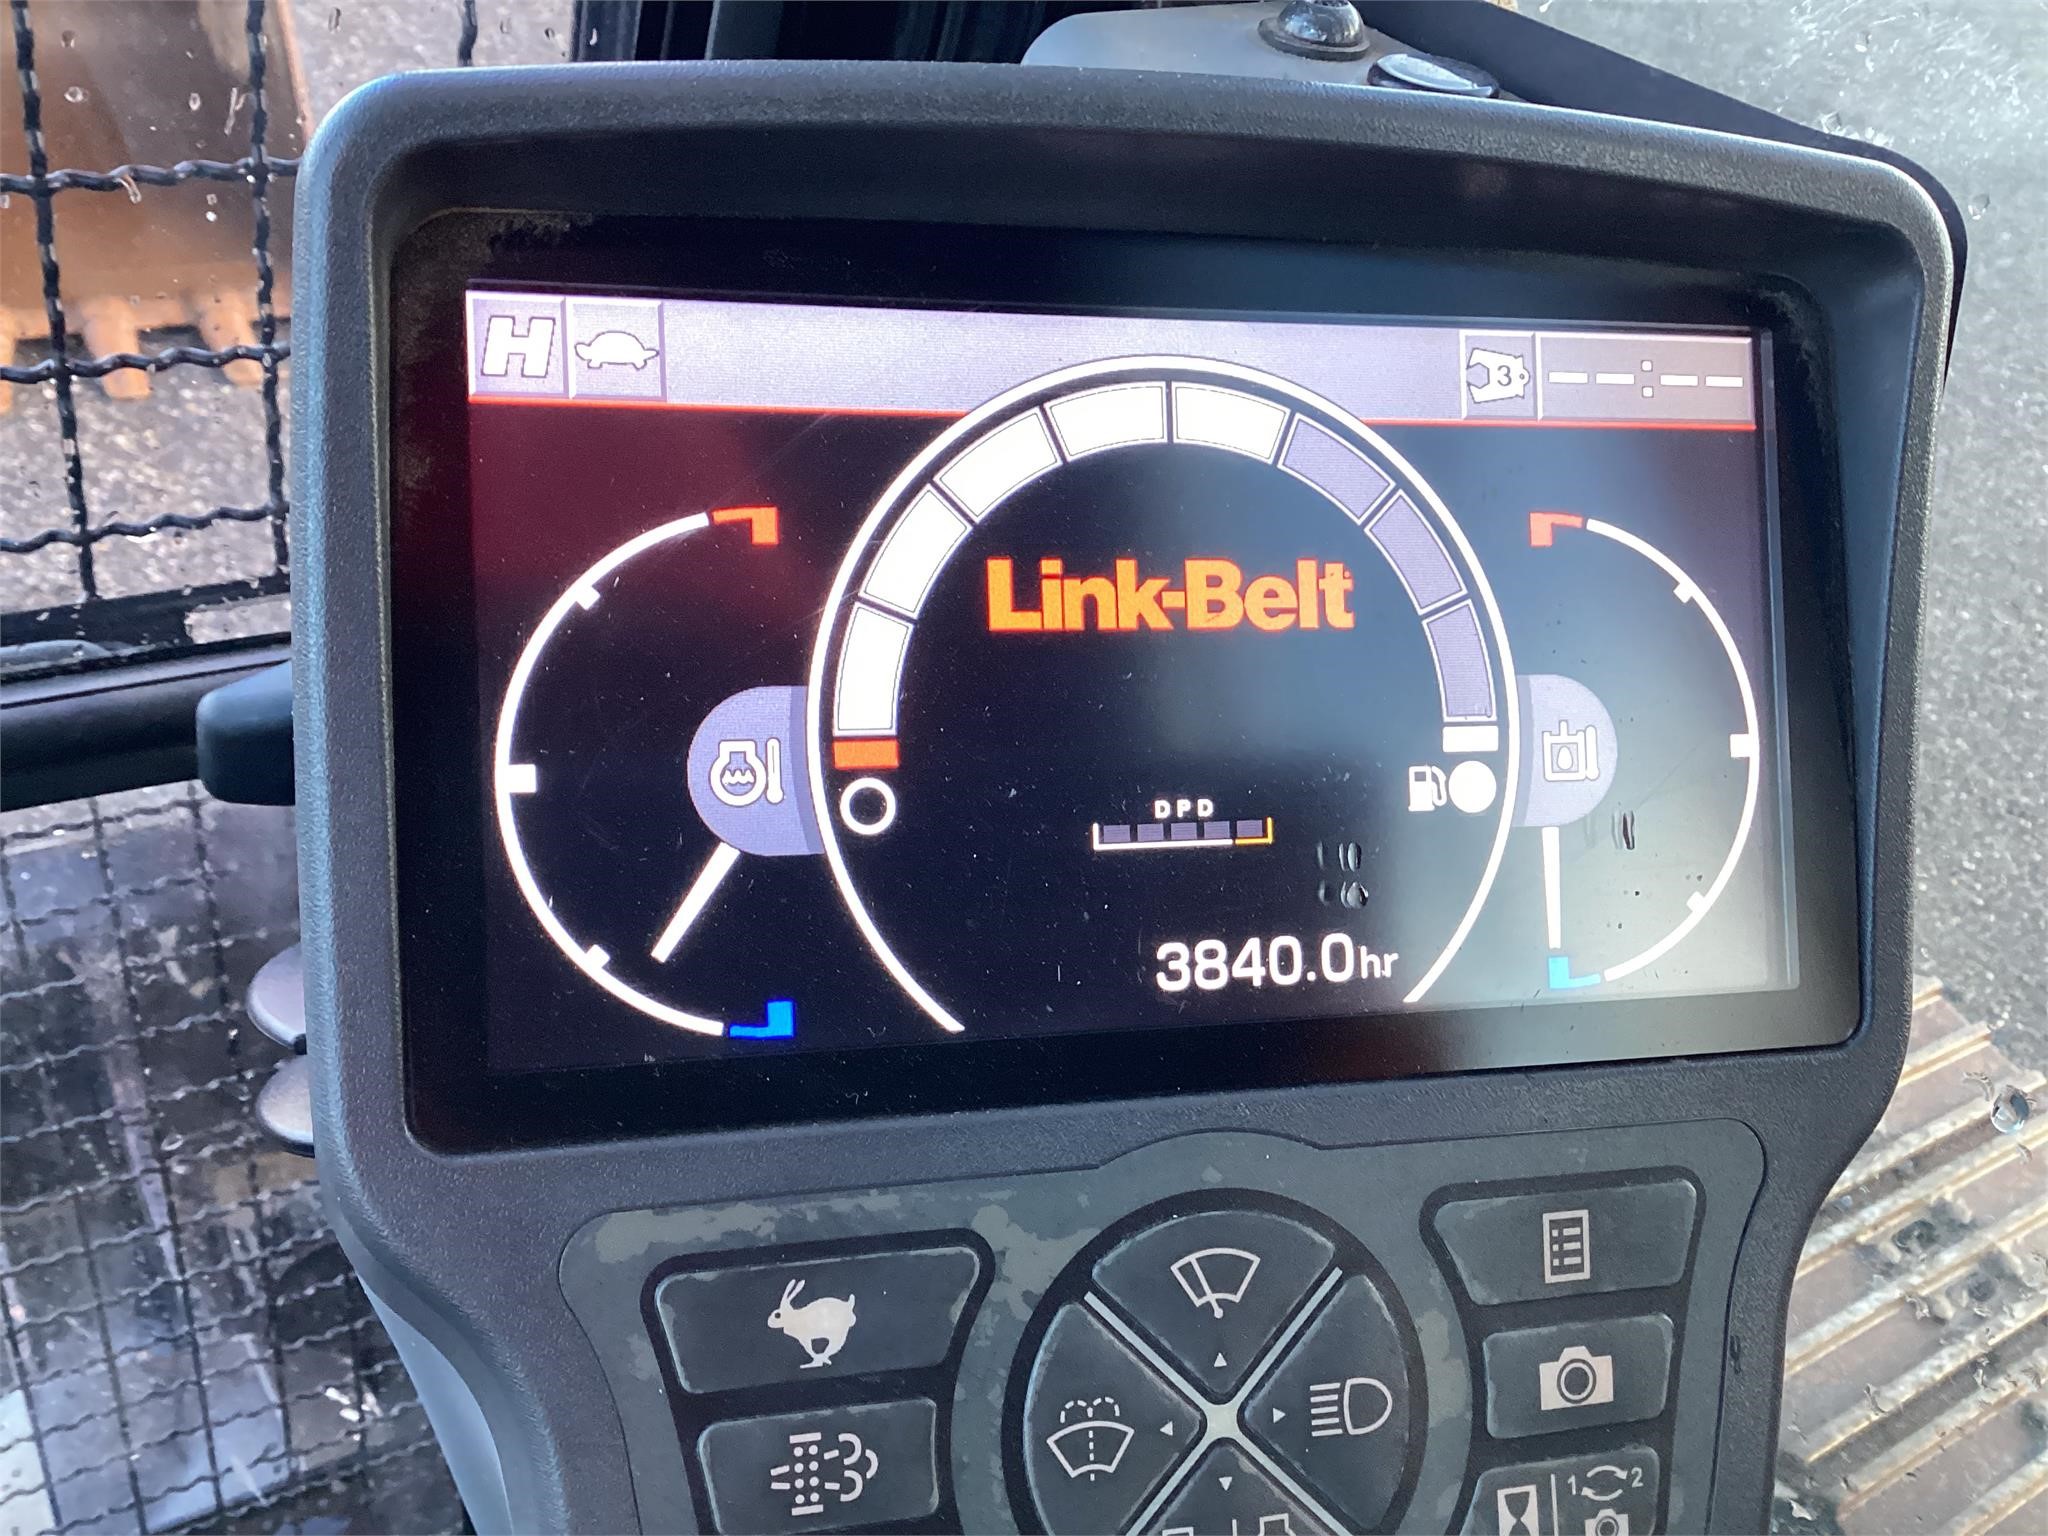 H
3
--:--
Link-Belt
DPD
3840.0hr
1 2